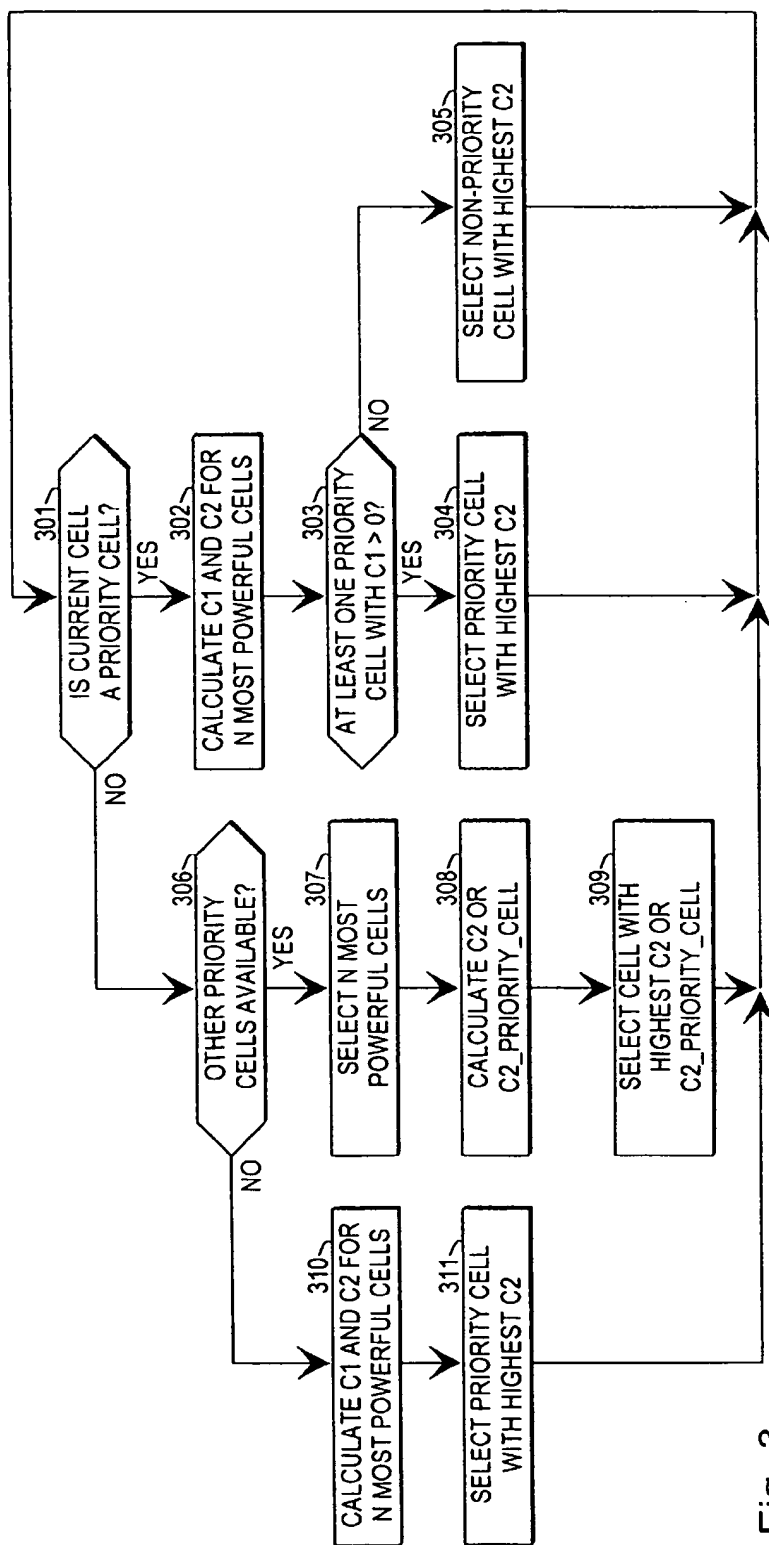 301
IS CURRENT CELL
A PRIORITY CELL?
NO
YES
302
CALCULATE C1 AND C2 FOR
N MOST POWERFUL CELLS
303
AT LEAST ONE PRIORITY
CELL WITH C1 > 0?
NO
YES
304
SELECT PRIORITY CELL
WITH HIGHEST C2
305
SELECT NON-PRIORITY
CELL WITH HIGHEST C2
306
OTHER PRIORITY
CELLS AVAILABLE?
NO
YES
307
SELECT N MOST
POWERFUL CELLS
308
CALCULATE C2 OR
C2_PRIORITY_CELL
309
SELECT CELL WITH
HIGHEST C2 OR
C2_PRIORITY_CELL
310
CALCULATE C1 AND C2 FOR
N MOST POWERFUL CELLS
311
SELECT PRIORITY CELL
WITH HIGHEST C2
Fig. 3